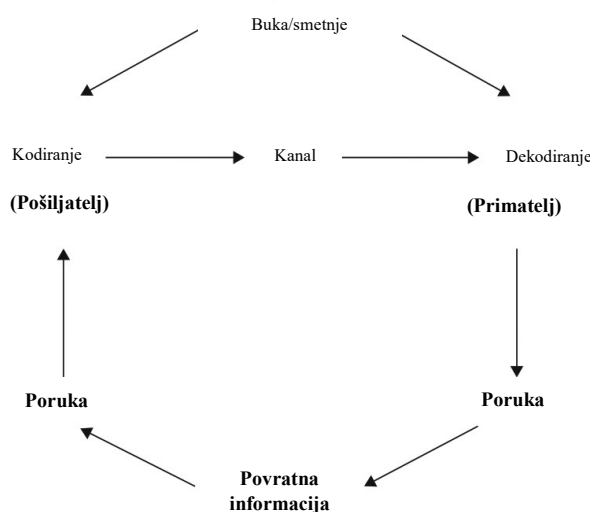 Buka/smetnje
Kodiranje
Kanal
Dekodiranje
(Pošiljatelj)
(Primatelj)
Poruka
Poruka
Povratna
informacija